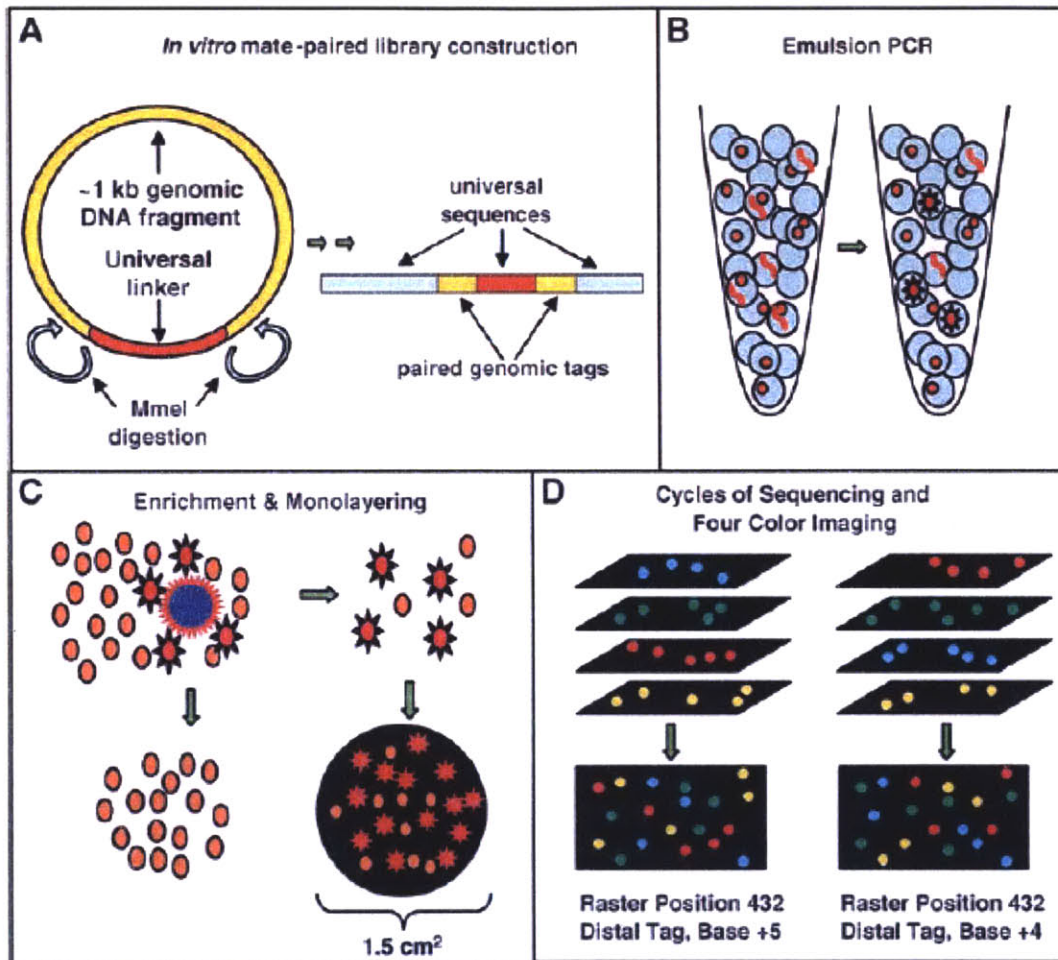 A
In vitro mate-paired library construction
~1 kb genomic
DNA fragment
Universal
linker
MmeI
digestion
universal
sequences
paired genomic tags
B
Emulsion PCR
C
Enrichment & Monolayering
1.5 cm²
D
Cycles of Sequencing and
Four Color Imaging
Raster Position 432
Distal Tag, Base +5
Raster Position 432
Distal Tag, Base +4